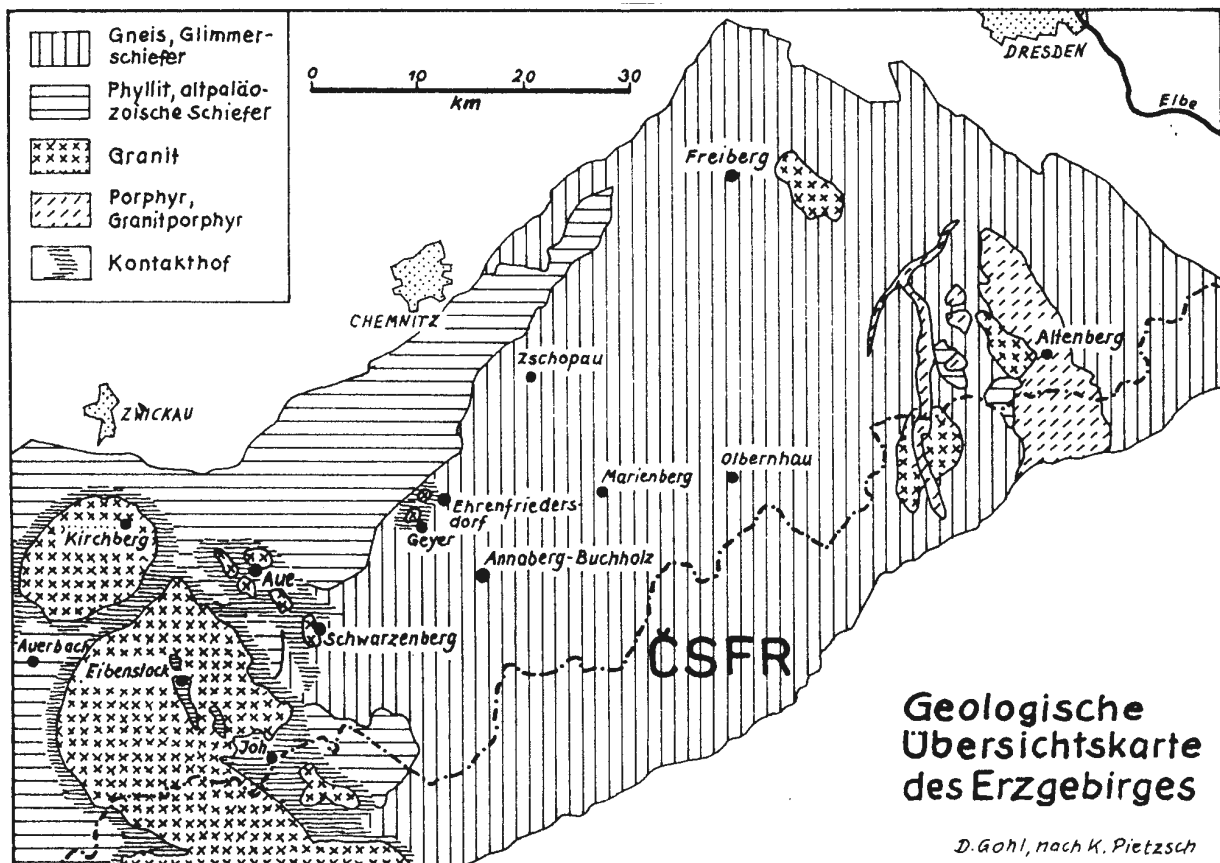 Gneis, Glimmer-
schiefer
Phyllit, altpaläo-
zoische Schiefer
Granit
Porphyr,
Granitporphyr
Kontakthof
0 10 20 30
km
DRESDEN
Elbe
Freiberg
CHEMNITZ
Zschopau
Altenberg
ZWICKAU
Marienberg
Olbernhau
Ehrenfrieders-
dorf
Geyer
Kirchberg
Annaberg-Buchholz
Aue
Schwarzenberg
Auerbach
Eibenstock
Joh.
ČSFR
Geologische
Übersichtskarte
des Erzgebirges
D. Gohl, nach K. Pietzsch